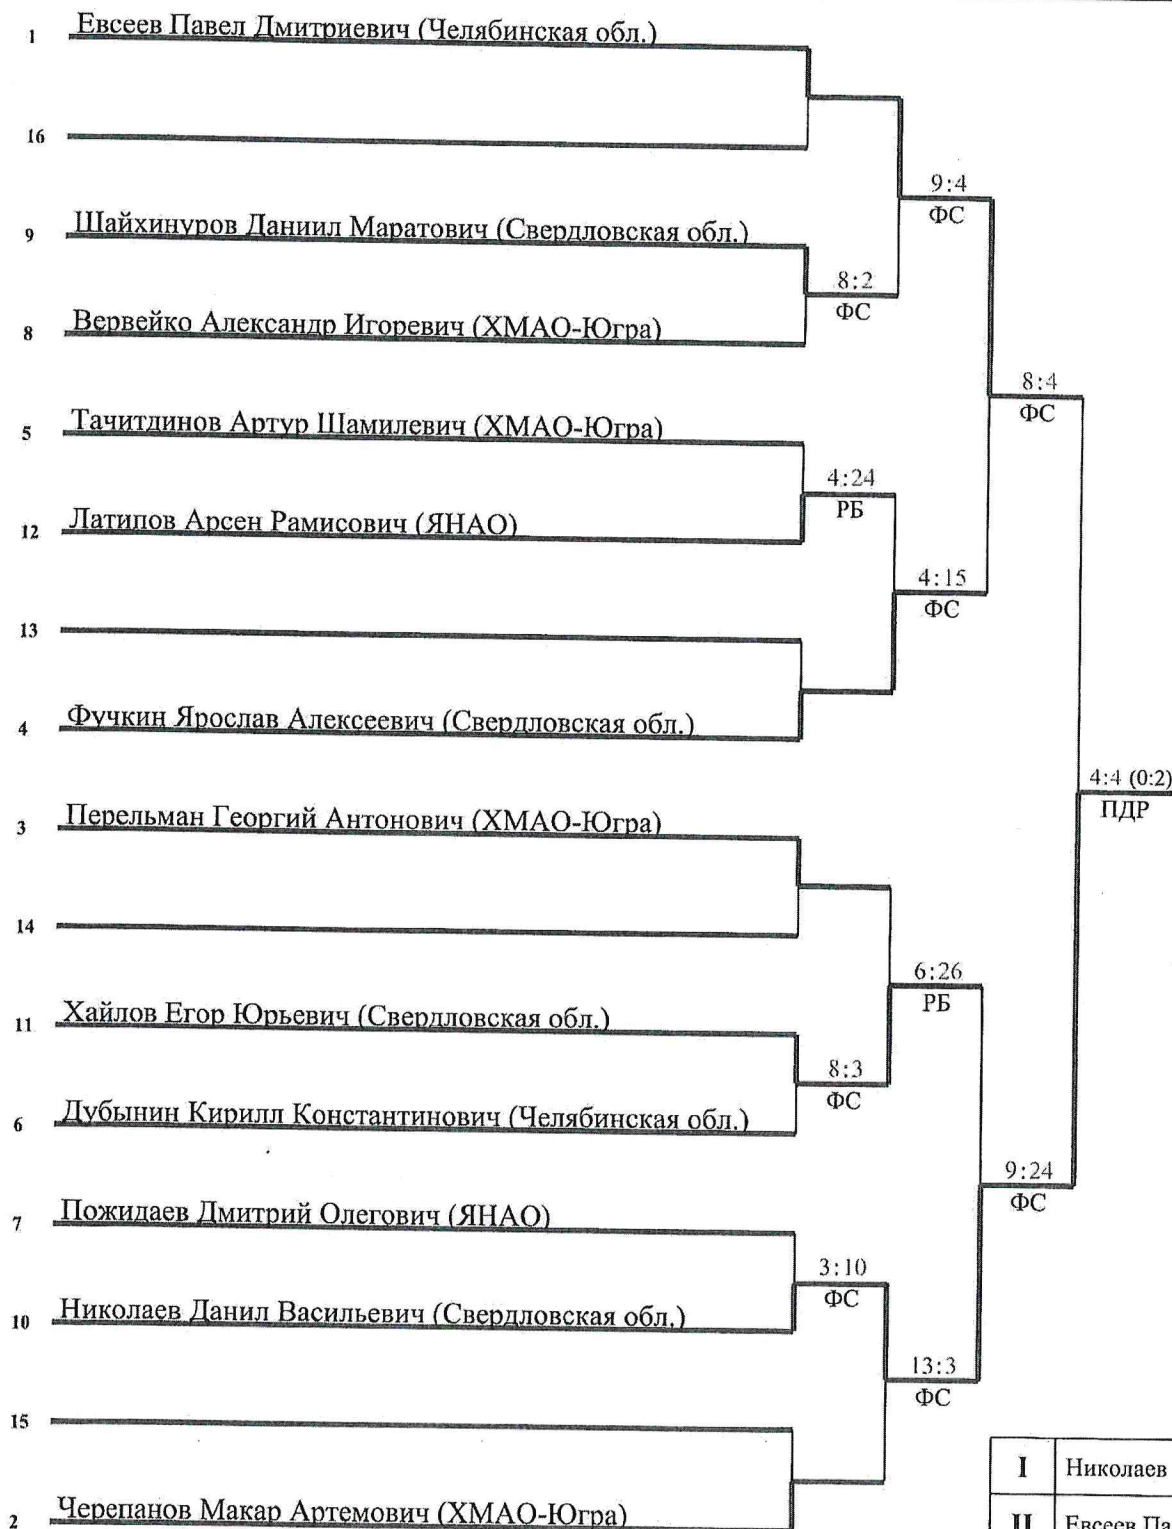 1 Евсеев Павел Дмитриевич (Челябинская обл.)
16
9:4
ФС
9 Шайхинуров Даниил Маратович (Свердловская обл.)
8:2
ФС
8 Вервейко Александр Игоревич (ХМАО-Югра)
8:4
ФС
5 Тачитдинов Артур Шамилевич (ХМАО-Югра)
4:24
РБ
12 Латипов Арсен Рамисович (ЯНАО)
4:15
ФС
13
4 Фучкин Ярослав Алексеевич (Свердловская обл.)
4:4 (0:2)
ПДР
3 Перельман Георгий Антонович (ХМАО-Югра)
14
6:26
РБ
11 Хайлов Егор Юрьевич (Свердловская обл.)
8:3
ФС
6 Дубынин Кирилл Константинович (Челябинская обл.)
9:24
ФС
7 Пожидаев Дмитрий Олегович (ЯНАО)
3:10
ФС
10 Николаев Данил Васильевич (Свердловская обл.)
13:3
ФС
15
I Николаев
2 Черепанов Макар Артемович (ХМАО-Югра)
II Евсеев Па